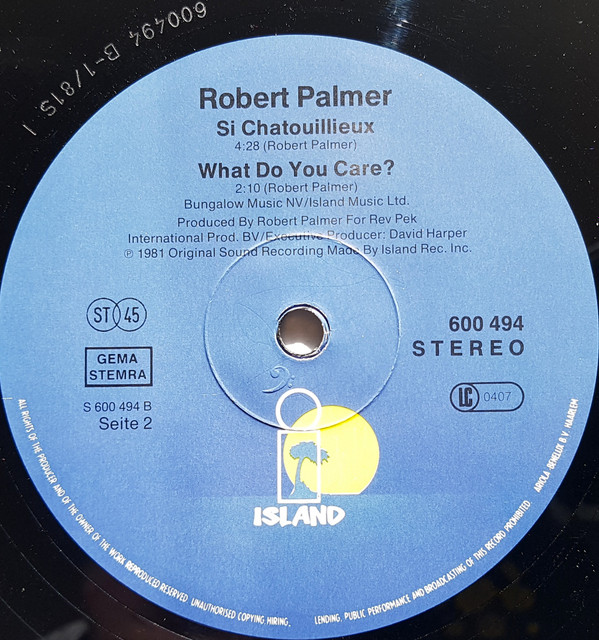 600494 B-1/81S 1
Robert Palmer
Si Chatouillieux
4:28 (Robert Palmer)
What Do You Care?
2:10 (Robert Palmer)
Bungalow Music NV/Island Music Ltd.
Produced By Robert Palmer For Rev Pek
International Prod. BV/Executive Producer: David Harper
℗ 1981 Original Sound Recording Made By Island Rec. Inc.
ST 45
GEMA
STEMRA
S 600 494 B
Seite 2
600 494
STEREO
LC 0407
ISLAND
ALL RIGHTS OF THE PRODUCER AND OF THE OWNER OF THE WORK REPRODUCED RESERVED. UNAUTHORISED COPYING HIRING, LENDING, PUBLIC PERFORMANCE AND BROADCASTING OF THIS RECORD PROHIBITED. ARIOLA BENELUX B.V. HAARLEM